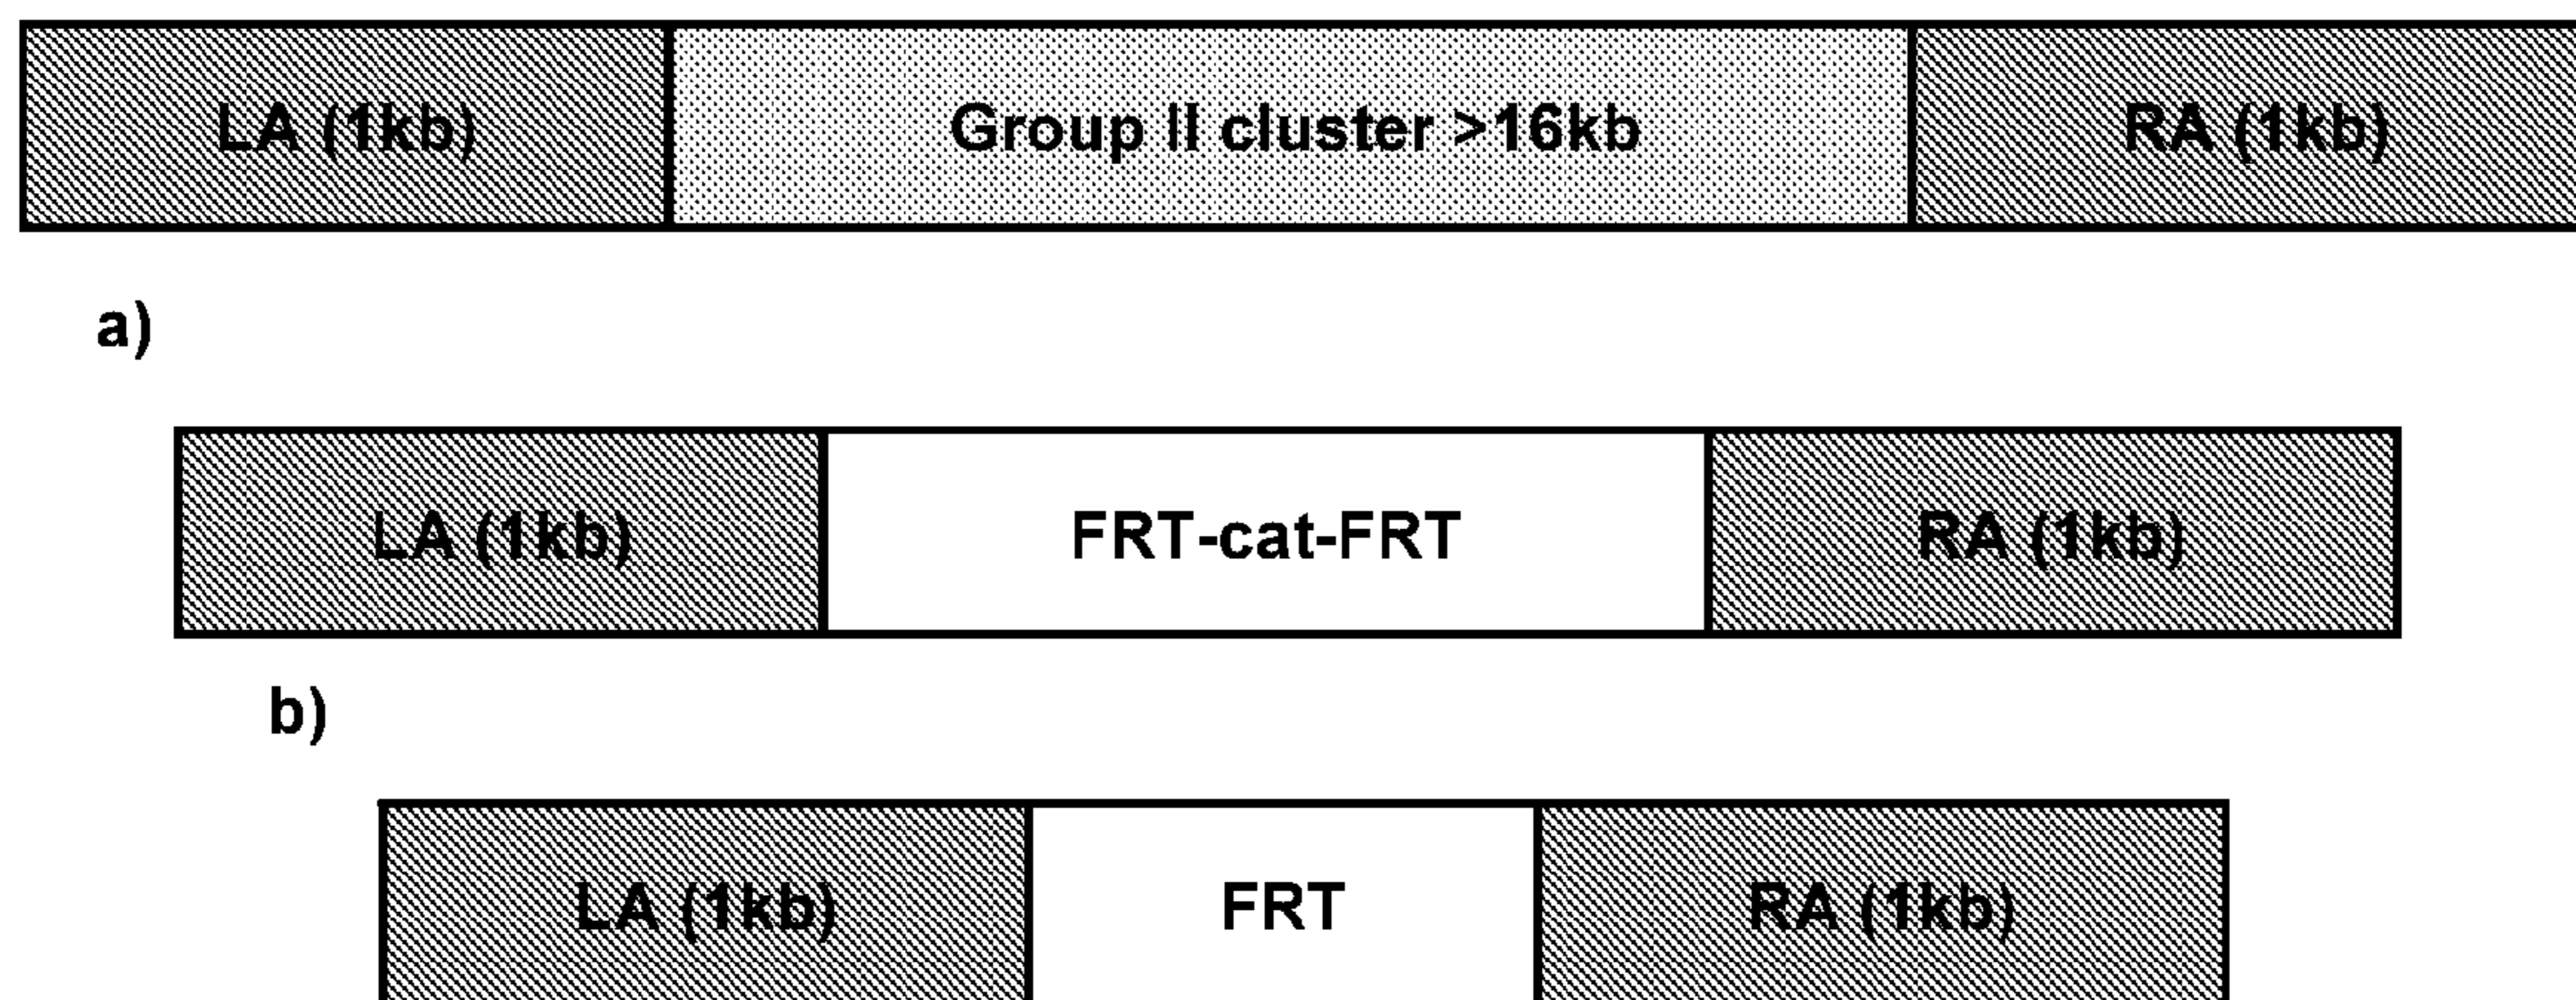 LA (1kb) Group II cluster >16kb RA (1kb)
a)
LA (1kb) FRT-cat-FRT RA (1kb)
b)
LA (1kb) FRT RA (1kb)